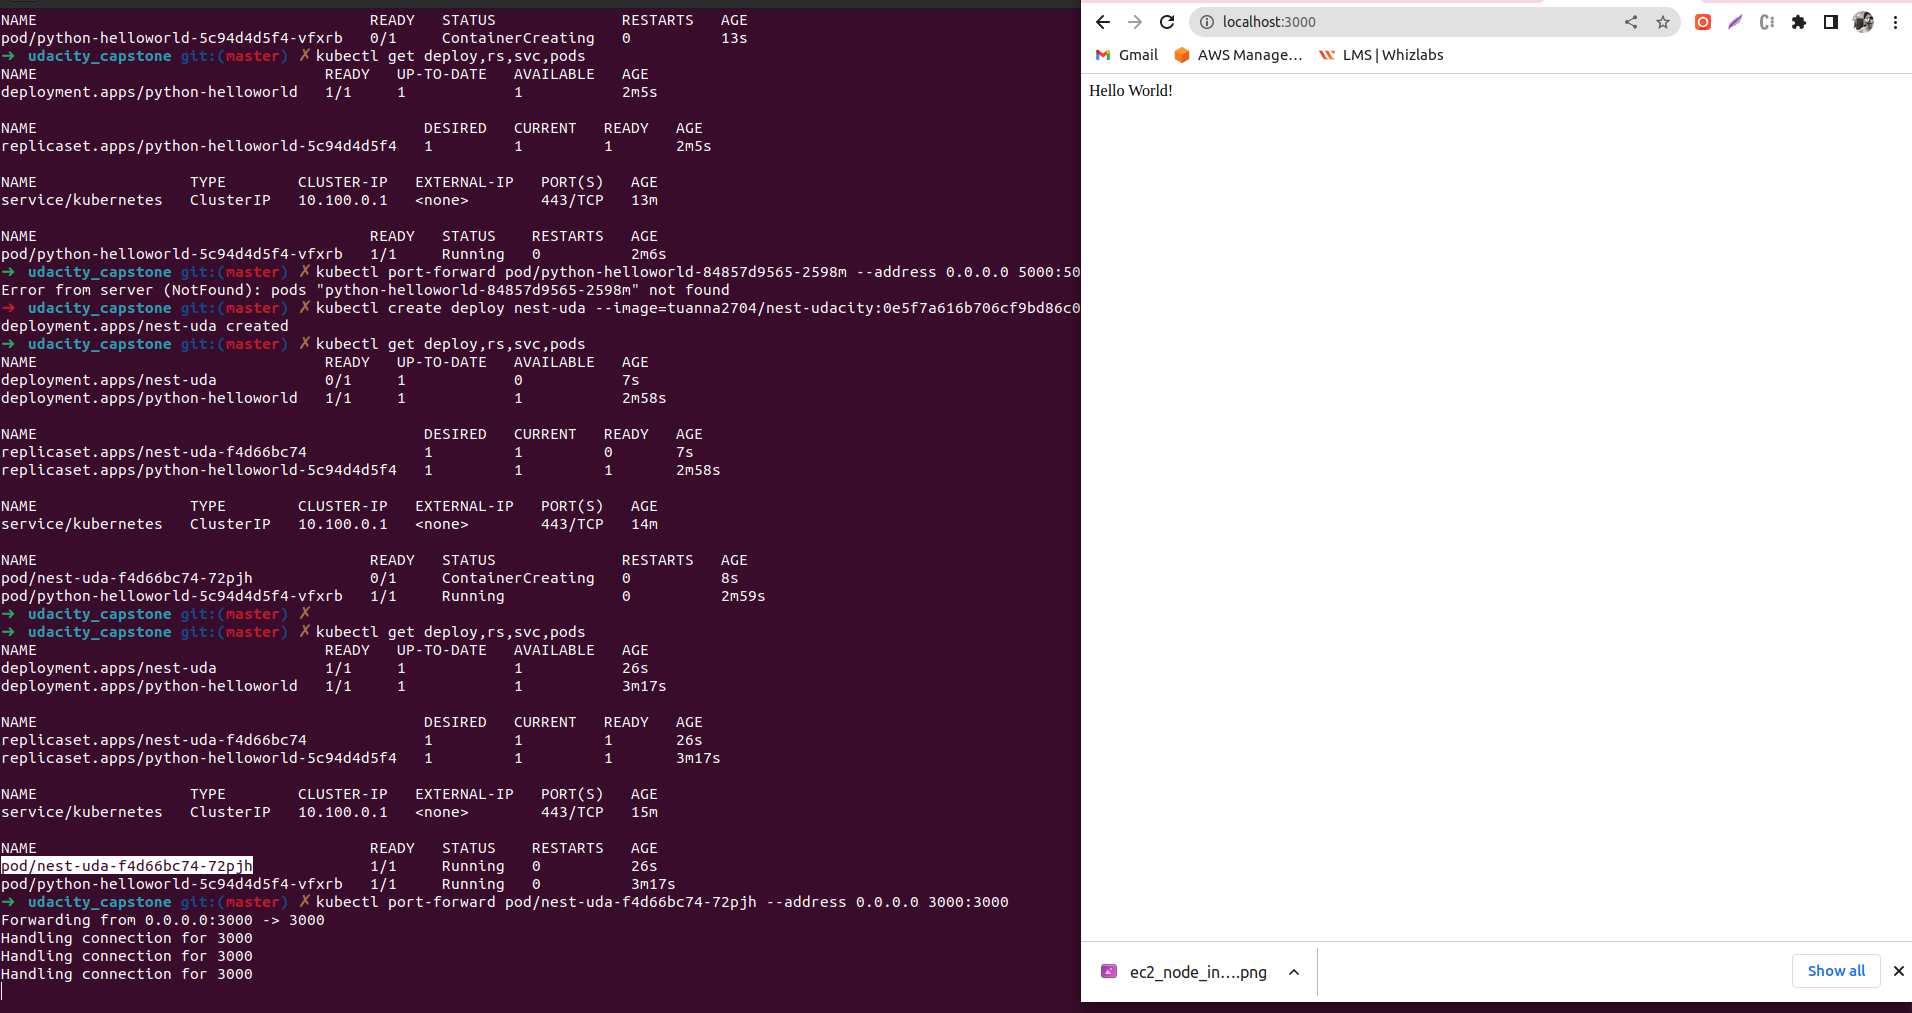 NAME                                     READY   STATUS              RESTARTS   AGE
pod/python-helloworld-5c94d4d5f4-vfxrb   0/1     ContainerCreating   0          13s
➜  udacity_capstone git:(master) ✗ kubectl get deploy,rs,svc,pods
NAME                                READY   UP-TO-DATE   AVAILABLE   AGE
deployment.apps/python-helloworld   1/1     1            1           2m5s
NAME                                           DESIRED   CURRENT   READY   AGE
replicaset.apps/python-helloworld-5c94d4d5f4   1         1         1       2m5s
NAME                 TYPE        CLUSTER-IP   EXTERNAL-IP   PORT(S)   AGE
service/kubernetes   ClusterIP   10.100.0.1   <none>        443/TCP   13m
NAME                                     READY   STATUS    RESTARTS   AGE
pod/python-helloworld-5c94d4d5f4-vfxrb   1/1     Running   0          2m6s
➜  udacity_capstone git:(master) ✗ kubectl port-forward pod/python-helloworld-84857d9565-2598m --address 0.0.0.0 5000:50
Error from server (NotFound): pods "python-helloworld-84857d9565-2598m" not found
➜  udacity_capstone git:(master) ✗ kubectl create deploy nest-uda --image=tuanna2704/nest-udacity:0e5f7a616b706cf9bd86c0
deployment.apps/nest-uda created
➜  udacity_capstone git:(master) ✗ kubectl get deploy,rs,svc,pods
NAME                                READY   UP-TO-DATE   AVAILABLE   AGE
deployment.apps/nest-uda            0/1     1            0           7s
deployment.apps/python-helloworld   1/1     1            1           2m58s
NAME                                           DESIRED   CURRENT   READY   AGE
replicaset.apps/nest-uda-f4d66bc74             1         1         0       7s
replicaset.apps/python-helloworld-5c94d4d5f4   1         1         1       2m58s
NAME                 TYPE        CLUSTER-IP   EXTERNAL-IP   PORT(S)   AGE
service/kubernetes   ClusterIP   10.100.0.1   <none>        443/TCP   14m
NAME                                     READY   STATUS              RESTARTS   AGE
pod/nest-uda-f4d66bc74-72pjh             0/1     ContainerCreating   0          8s
pod/python-helloworld-5c94d4d5f4-vfxrb   1/1     Running             0          2m59s
➜  udacity_capstone git:(master) ✗
➜  udacity_capstone git:(master) ✗ kubectl get deploy,rs,svc,pods
NAME                                READY   UP-TO-DATE   AVAILABLE   AGE
deployment.apps/nest-uda            1/1     1            1           26s
deployment.apps/python-helloworld   1/1     1            1           3m17s
NAME                                           DESIRED   CURRENT   READY   AGE
replicaset.apps/nest-uda-f4d66bc74             1         1         1       26s
replicaset.apps/python-helloworld-5c94d4d5f4   1         1         1       3m17s
NAME                 TYPE        CLUSTER-IP   EXTERNAL-IP   PORT(S)   AGE
service/kubernetes   ClusterIP   10.100.0.1   <none>        443/TCP   15m
NAME                                     READY   STATUS    RESTARTS   AGE
pod/nest-uda-f4d66bc74-72pjh             1/1     Running   0          26s
pod/python-helloworld-5c94d4d5f4-vfxrb   1/1     Running   0          3m17s
➜  udacity_capstone git:(master) ✗ kubectl port-forward pod/nest-uda-f4d66bc74-72pjh --address 0.0.0.0 3000:3000
Forwarding from 0.0.0.0:3000 -> 3000
Handling connection for 3000
Handling connection for 3000
Handling connection for 3000
localhost:3000
Gmail   AWS Manage...   LMS | Whizlabs
Hello World!
ec2_node_in....png   Show all